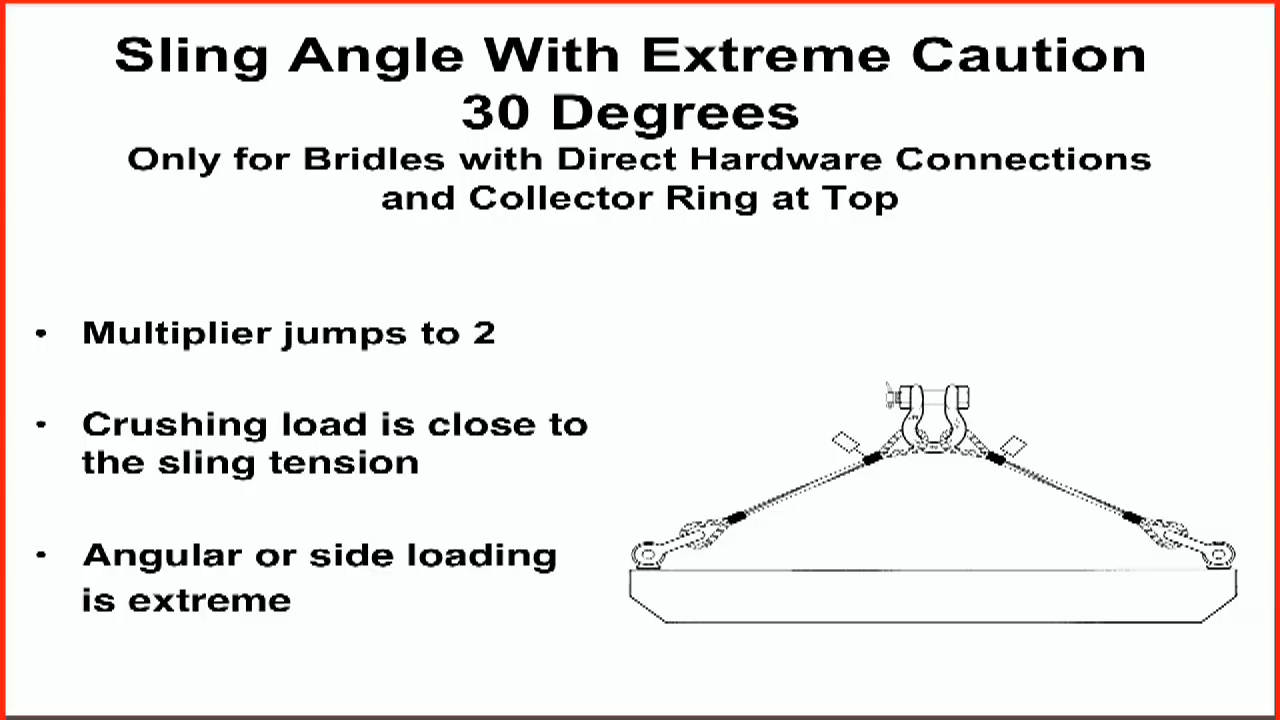 Sling Angle With Extreme Caution
30 Degrees
Only for Bridles with Direct Hardware Connections
and Collector Ring at Top
• Multiplier jumps to 2
• Crushing load is close to
the sling tension
• Angular or side loading
is extreme